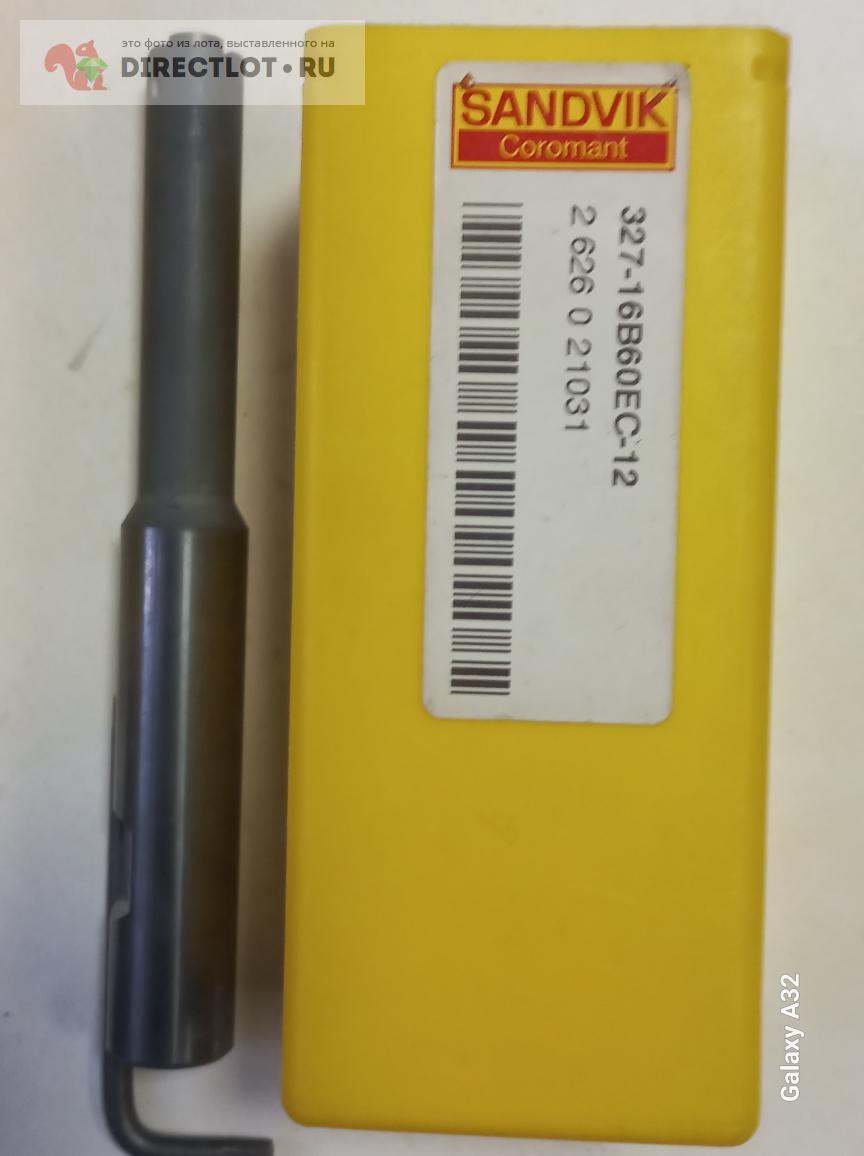 это фото из лота, выставленного на
DIRECTLOT•RU
SANDVIK
Coromant
327-16B60EC-12
2 626 0 21031
Galaxy A32